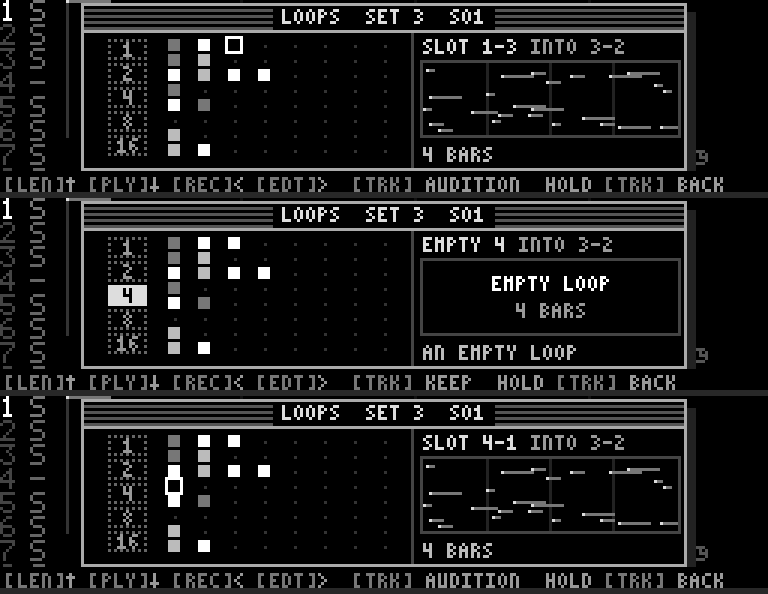 1
LOOPS SET 3 S01
1
2
4
8
16
SLOT 1-3 INTO 3-2
4 BARS
[LEN]↑ [PLY]↓ [REC]< [EDT]> [TRK] AUDITION HOLD [TRK] BACK
1
LOOPS SET 3 S01
1
2
4
8
16
EMPTY 4 INTO 3-2
EMPTY LOOP
4 BARS
AN EMPTY LOOP
[LEN]↑ [PLY]↓ [REC]< [EDT]> [TRK] KEEP HOLD [TRK] BACK
1
LOOPS SET 3 S01
1
2
4
8
16
SLOT 4-1 INTO 3-2
4 BARS
[LEN]↑ [PLY]↓ [REC]< [EDT]> [TRK] AUDITION HOLD [TRK] BACK